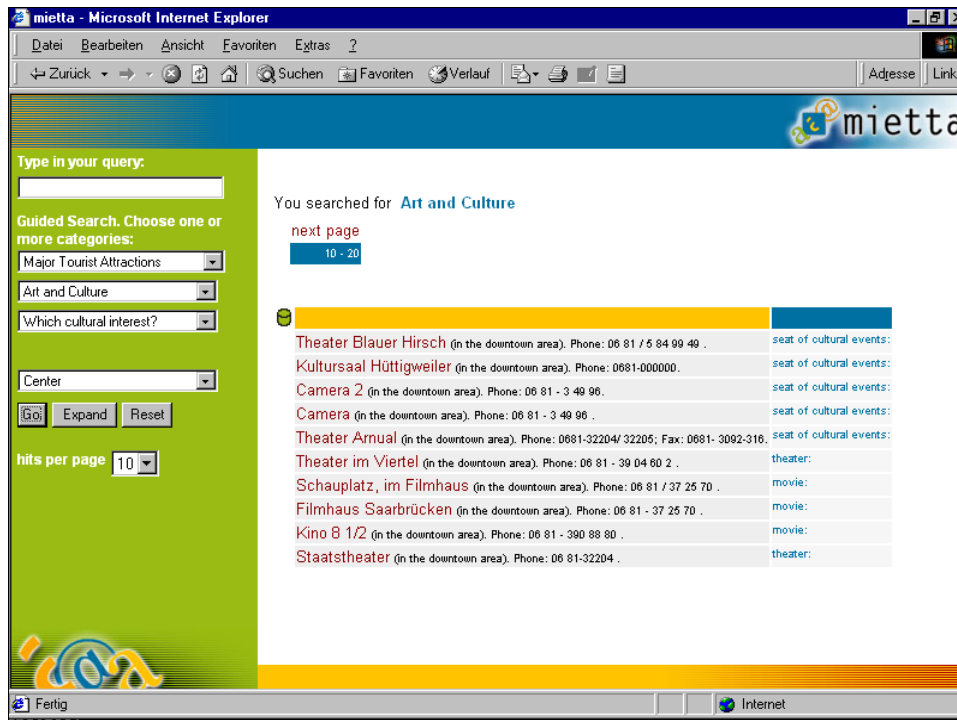 mietta - Microsoft Internet Explorer
Datei Bearbeiten Ansicht Favoriten Extras ?
Zurück Suchen Favoriten Verlauf Adresse Link
mietta
Type in your query:
Guided Search. Choose one or
more categories:
Major Tourist Attractions
Art and Culture
Which cultural interest?
Center
Go Expand Reset
hits per page 10
You searched for Art and Culture
next page
10 - 20
Theater Blauer Hirsch (in the downtown area). Phone: 06 81 / 5 84 99 49 . seat of cultural events:
Kultursaal Hüttigweiler (in the downtown area). Phone: 0681-000000. seat of cultural events:
Camera 2 (in the downtown area). Phone: 06 81 - 3 49 96. seat of cultural events:
Camera (in the downtown area). Phone: 06 81 - 3 49 96 . seat of cultural events:
Theater Arnual (in the downtown area). Phone: 0681-32204/ 32205; Fax: 0681- 3092-316. seat of cultural events:
Theater im Viertel (in the downtown area). Phone: 06 81 - 39 04 60 2 . theater:
Schauplatz, im Filmhaus (in the downtown area). Phone: 06 81 / 37 25 70 . movie:
Filmhaus Saarbrücken (in the downtown area). Phone: 06 81 - 37 25 70 . movie:
Kino 8 1/2 (in the downtown area). Phone: 06 81 - 390 88 80 . movie:
Staatstheater (in the downtown area). Phone: 06 81-32204 . theater:
Fertig Internet